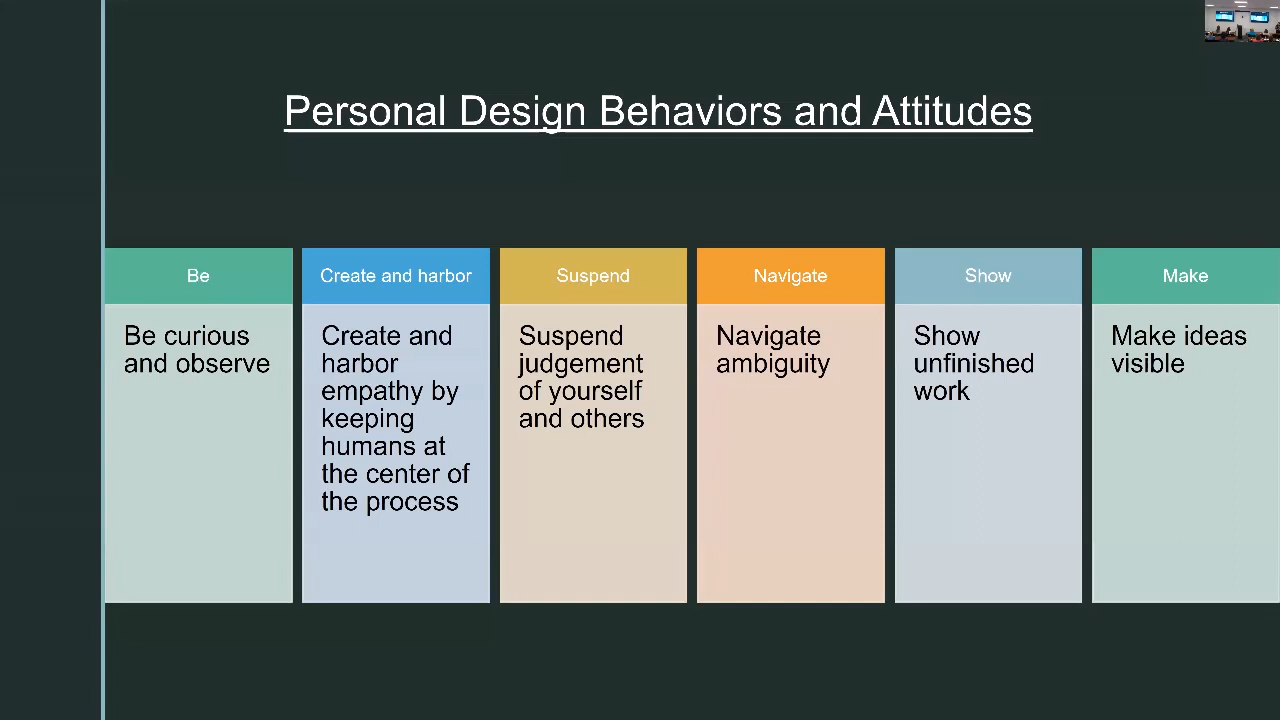 Personal Design Behaviors and Attitudes
Be
Be curious
and observe
Create and harbor
Create and
harbor
empathy by
keeping
humans at
the center of
the process
Suspend
Suspend
judgement
of yourself
and others
Navigate
Navigate
ambiguity
Show
Show
unfinished
work
Make
Make ideas
visible